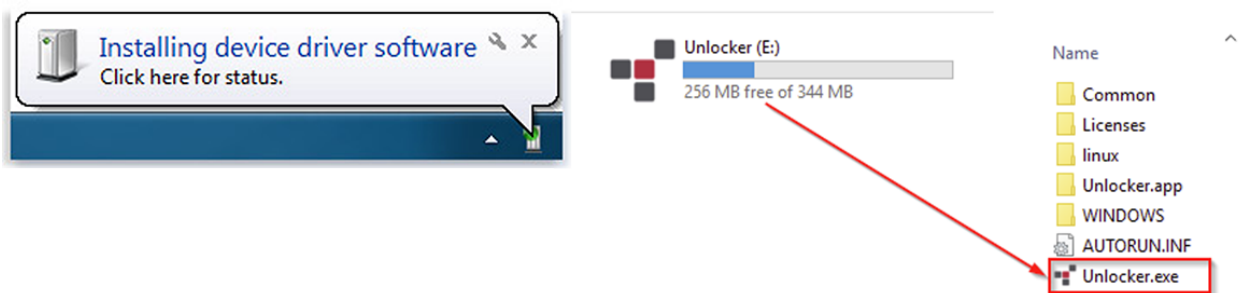 Installing device driver software
Click here for status.
Unlocker (E:)
256 MB free of 344 MB
Name
Common
Licenses
linux
Unlocker.app
WINDOWS
AUTORUN.INF
Unlocker.exe